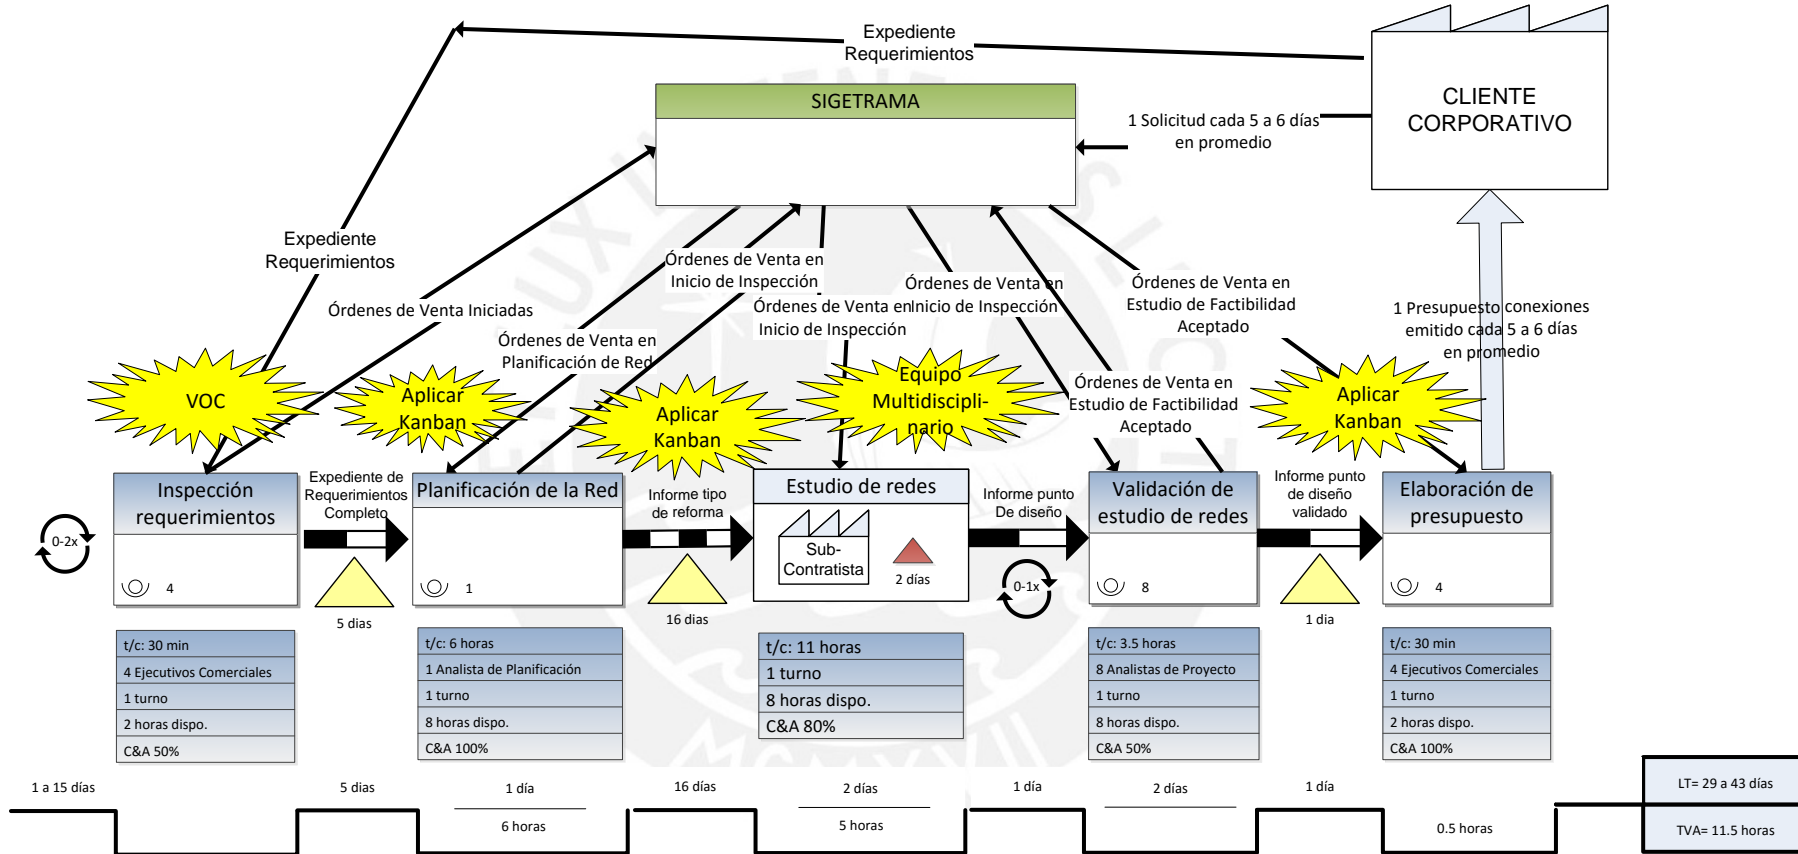 Expediente
Requerimientos
SIGETRAMA
CLIENTE
CORPORATIVO
1 Solicitud cada 5 a 6 días
en promedio
Expediente
Requerimientos
Órdenes de Venta Iniciadas
Órdenes de Venta en
Inicio de Inspección
Órdenes de Venta en
Planificación de Red
Órdenes de Venta en
Inicio de Inspección
Órdenes de Venta en
Inicio de Inspección
Órdenes de Venta en
Estudio de Factibilidad
Aceptado
Órdenes de Venta en
Estudio de Factibilidad
Aceptado
1 Presupuesto conexiones
emitido cada 5 a 6 días
en promedio
VOC
Aplicar
Kanban
Aplicar
Kanban
Equipo
Multidiscipli-
nario
Aplicar
Kanban
0-2x
Inspección
requerimientos
4
Expediente de
Requerimientos
Completo
5 dias
Planificación de la Red
1
Informe tipo
de reforma
16 dias
Estudio de redes
Sub-
Contratista
2 días
Informe punto
De diseño
0-1x
Validación de
estudio de redes
8
Informe punto
de diseño
validado
1 dia
Elaboración de
presupuesto
4
t/c: 30 min
4 Ejecutivos Comerciales
1 turno
2 horas dispo.
C&A 50%
t/c: 6 horas
1 Analista de Planificación
1 turno
8 horas dispo.
C&A 100%
t/c: 11 horas
1 turno
8 horas dispo.
C&A 80%
t/c: 3.5 horas
8 Analistas de Proyecto
1 turno
8 horas dispo.
C&A 50%
t/c: 30 min
4 Ejecutivos Comerciales
1 turno
2 horas dispo.
C&A 100%
1 a 15 días
5 dias
1 día
6 horas
16 días
2 días
5 horas
1 día
2 días
1 día
0.5 horas
LT= 29 a 43 días
TVA= 11.5 horas
MCMXVII